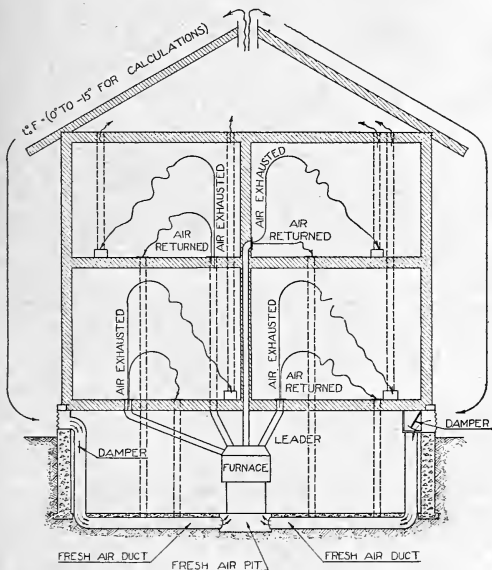 t₀°F = (0° TO -15° FOR CALCULATIONS)
AIR EXHAUSTED
AIR EXHAUSTED
AIR RETURNED
AIR
RETURNED
AIR EXHAUSTED
AIR EXHAUSTED
AIR
RETURNED
DAMPER
LEADER
DAMPER
FURNACE
FRESH AIR DUCT
FRESH AIR PIT
FRESH AIR DUCT